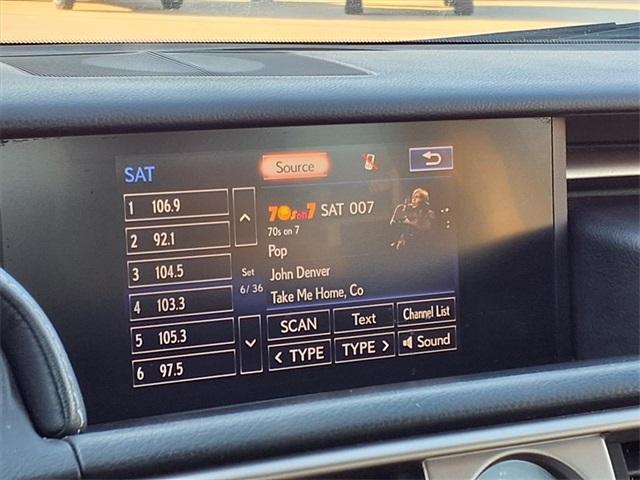 SAT
Source
1 106.9
2 92.1
3 104.5
4 103.3
5 105.3
6 97.5
Set
6/36
70s on 7 SAT 007
70s on 7
Pop
John Denver
Take Me Home, Co
SCAN Text Channel List
< TYPE TYPE > Sound